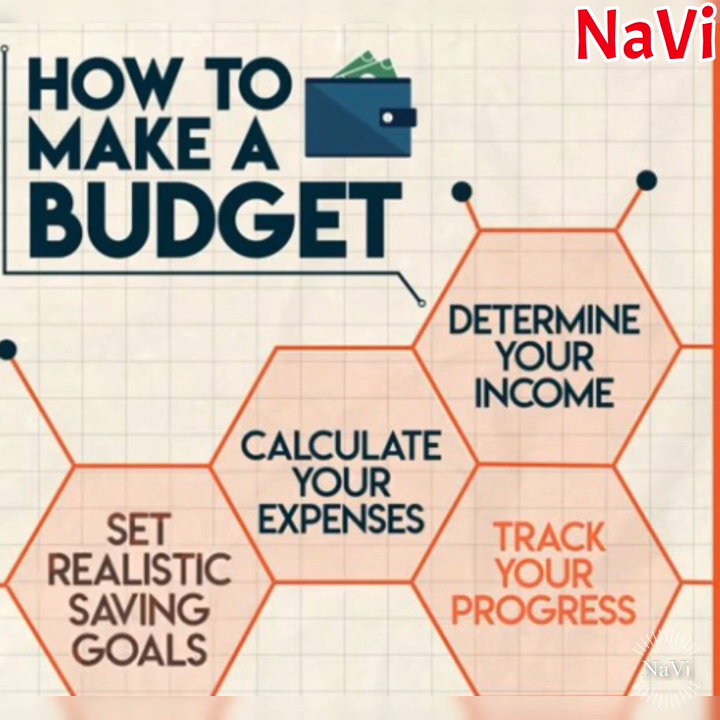 NaVi
HOW TO
MAKE A
BUDGET
DETERMINE
YOUR
INCOME
CALCULATE
YOUR
EXPENSES
SET
REALISTIC
SAVING
GOALS
TRACK
YOUR
PROGRESS
NaVi